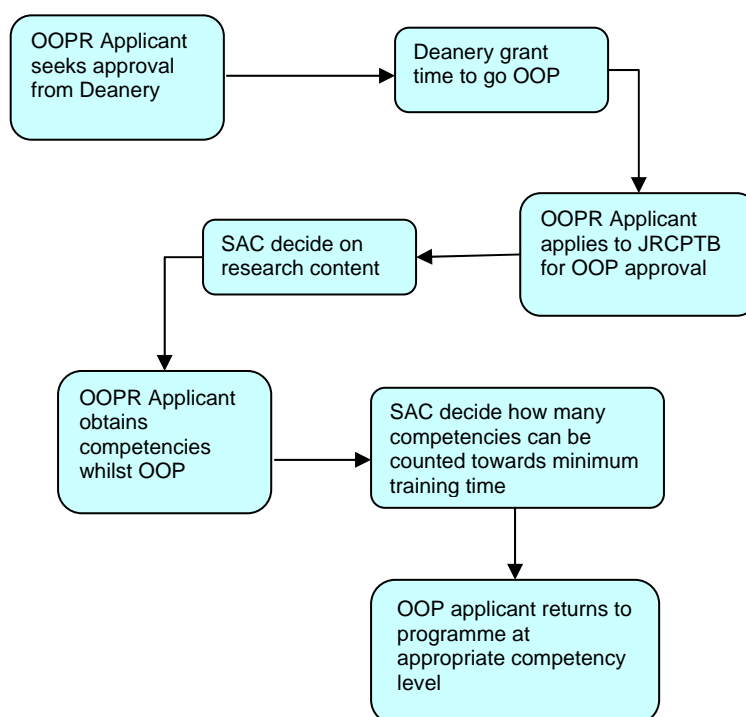 OOPR Applicant
seeks approval
from Deanery
Deanery grant
time to go OOP
OOPR Applicant
applies to JRCPTB
for OOP approval
SAC decide on
research content
OOPR Applicant
obtains
competencies
whilst OOP
SAC decide how many
competencies can be
counted towards minimum
training time
OOP applicant returns to
programme at
appropriate competency
level